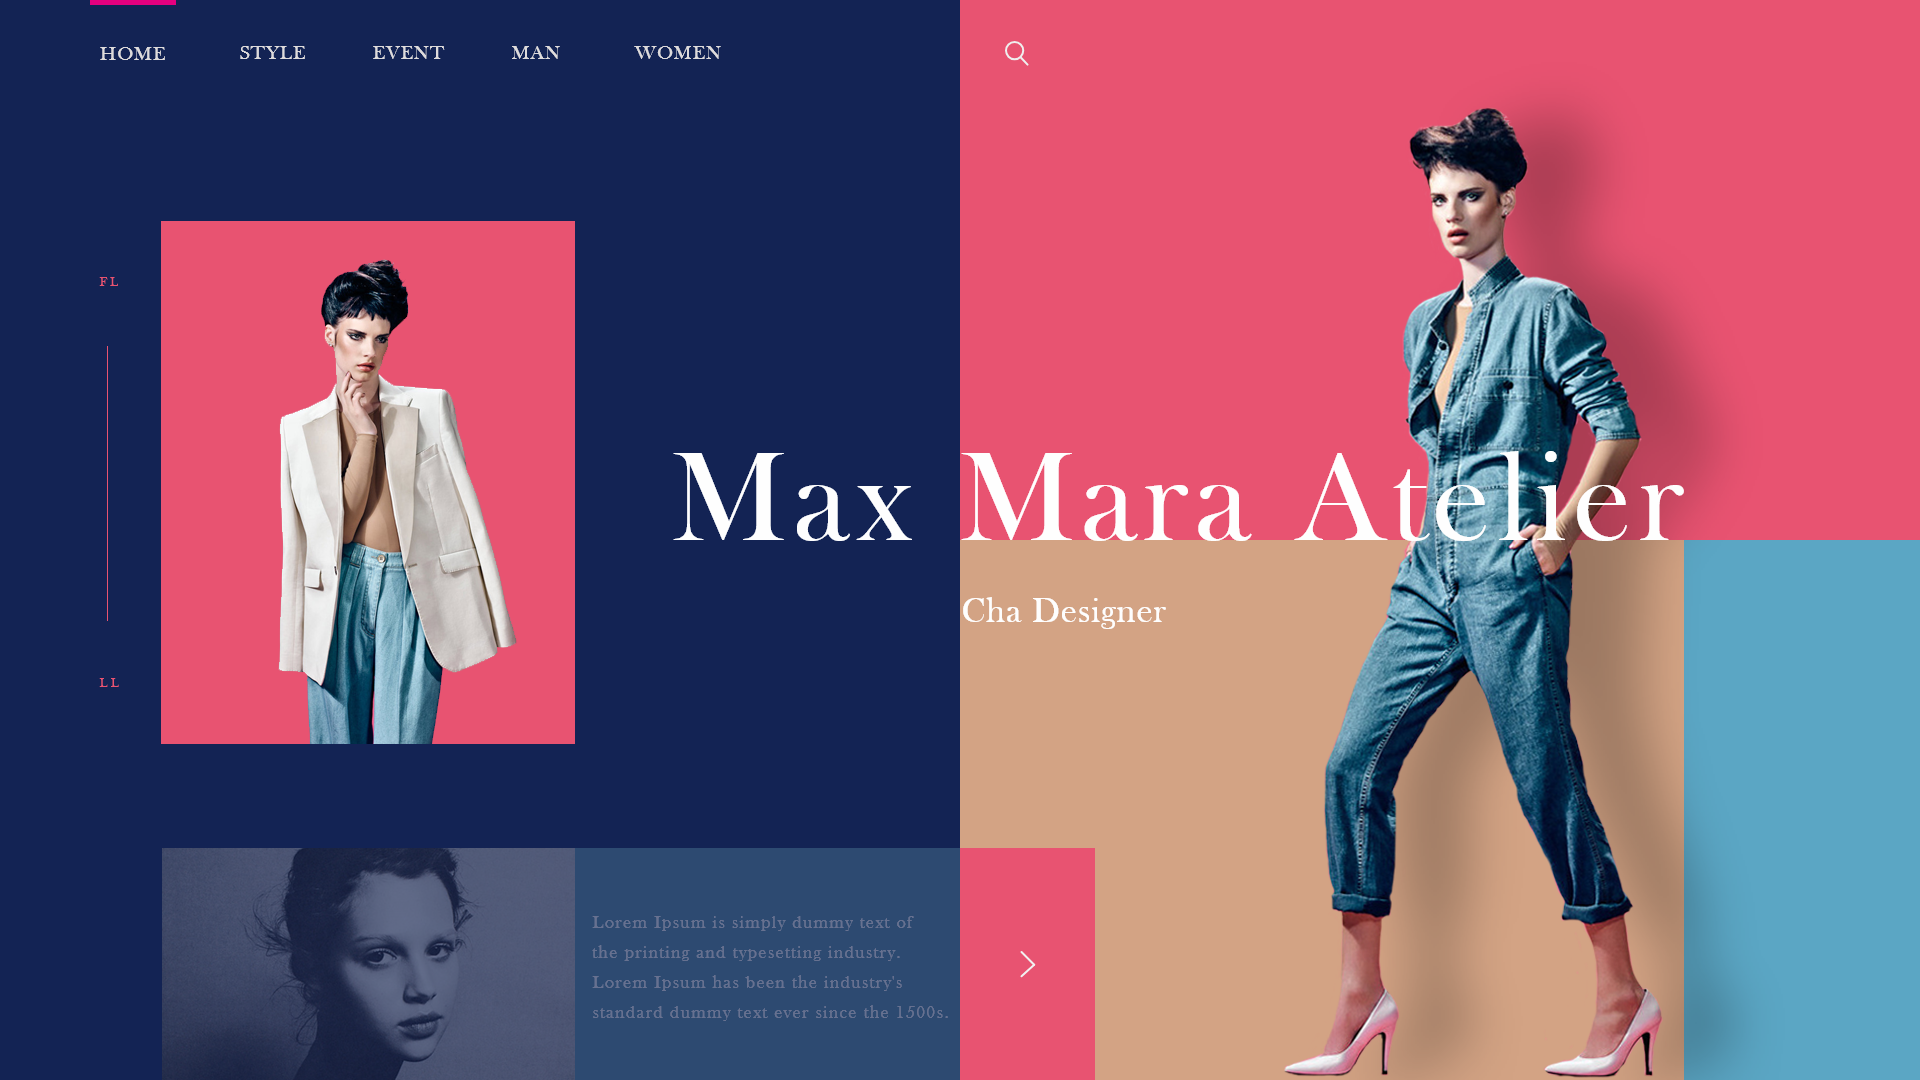 HOME STYLE EVENT MAN WOMEN
FL
Max Mara Atelier
Cha Designer
LL
Lorem Ipsum is simply dummy text of
the printing and typesetting industry.
Lorem Ipsum has been the industry's
standard dummy text ever since the 1500s.